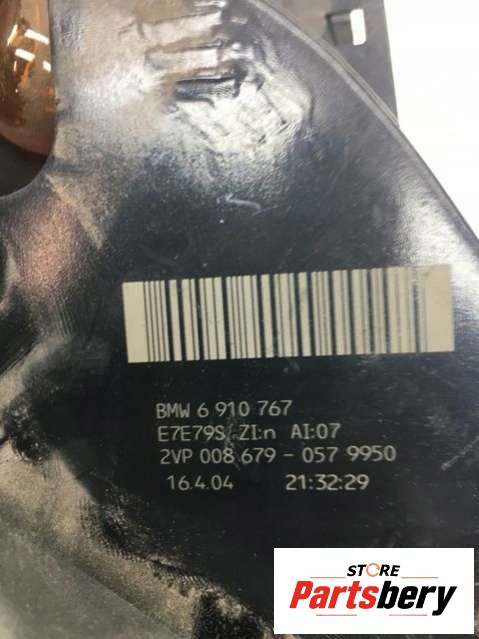 BMW 6 910 767
E7E79S ZI:n AI:07
2VP 008 679 - 057 9950
16.4.04 21:32:29
STORE
Partsbery